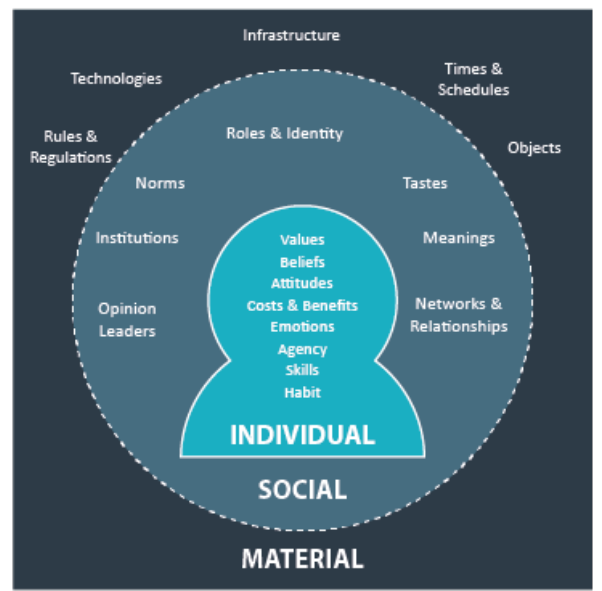 Infrastructure
Technologies
Times &
Schedules
Rules &
Regulations
Objects
Roles & Identity
Norms
Tastes
Institutions
Meanings
Opinion
Leaders
Networks &
Relationships
Values
Beliefs
Attitudes
Costs & Benefits
Emotions
Agency
Skills
Habit
INDIVIDUAL
SOCIAL
MATERIAL